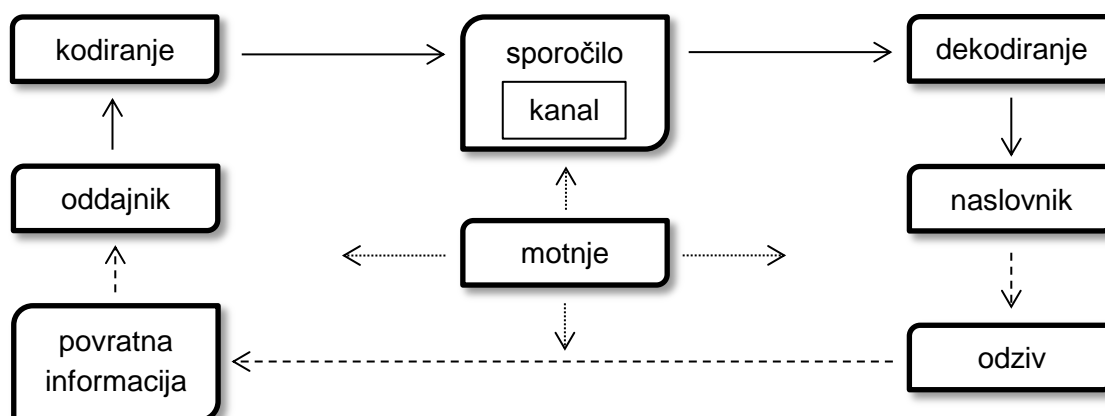 kodiranje
sporočilo
kanal
dekodiranje
oddajnik
motnje
naslovnik
povratna
informacija
odziv